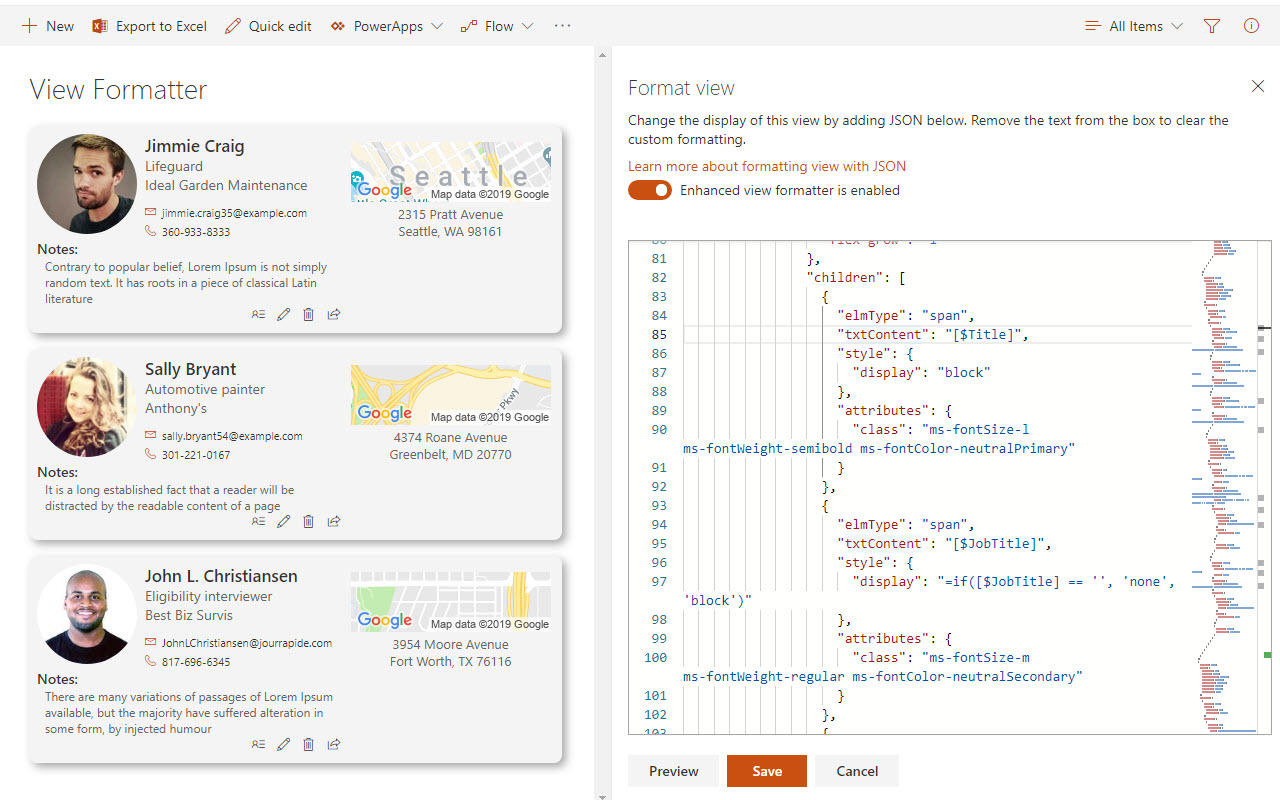 New Export to Excel Quick edit PowerApps Flow ··· All Items
View Formatter
Jimmie Craig
Lifeguard
Ideal Garden Maintenance
jimmie.craig35@example.com
360-933-8333
Notes:
Contrary to popular belief, Lorem Ipsum is not simply
random text. It has roots in a piece of classical Latin
literature
Seattle
Google Map data ©2019 Google
2315 Pratt Avenue
Seattle, WA 98161
Sally Bryant
Automotive painter
Anthony's
sally.bryant54@example.com
301-221-0167
Notes:
It is a long established fact that a reader will be
distracted by the readable content of a page
Pkwy
Google Map data ©2019 Google
4374 Roane Avenue
Greenbelt, MD 20770
John L. Christiansen
Eligibility interviewer
Best Biz Survis
JohnLChristiansen@jourrapide.com
817-696-6345
Notes:
There are many variations of passages of Lorem Ipsum
available, but the majority have suffered alteration in
some form, by injected humour
Google Map data ©2019 Google
3954 Moore Avenue
Fort Worth, TX 76116
Format view
Change the display of this view by adding JSON below. Remove the text from the box to clear the
custom formatting.
Learn more about formatting view with JSON
Enhanced view formatter is enabled
81 },
82 "children": [
83 {
84 "elmType": "span",
85 "txtContent": "[$Title]",
86 "style": {
87 "display": "block"
88 },
89 "attributes": {
90 "class": "ms-fontSize-l
ms-fontWeight-semibold ms-fontColor-neutralPrimary"
91 }
92 },
93 {
94 "elmType": "span",
95 "txtContent": "[$JobTitle]",
96 "style": {
97 "display": "=if([$JobTitle] == '', 'none',
'block')"
98 },
99 "attributes": {
100 "class": "ms-fontSize-m
ms-fontWeight-regular ms-fontColor-neutralSecondary"
101 }
102 },
103 {
Preview Save Cancel